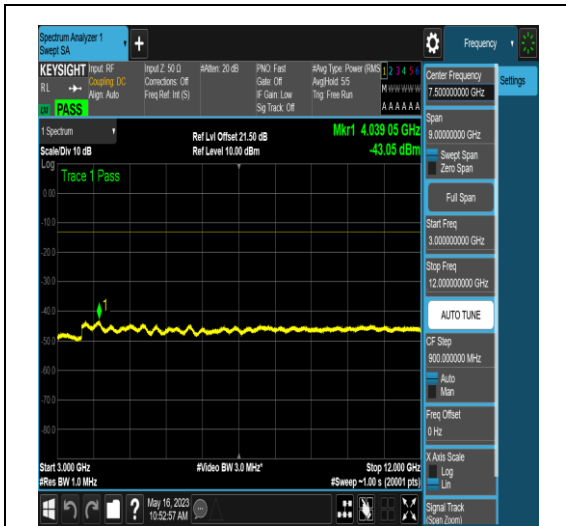 Spectrum Analyzer 1
Swept SA
Frequency
KEYSIGHT
RL
PASS
Input: RF
Coupling: DC
Align: Auto
Input Z: 50 Ω
Corrections: Off
Freq Ref: Int (S)
#Atten: 20 dB
PNO: Fast
Gate: Off
IF Gain: Low
Sig Track: Off
#Avg Type: Power (RMS
Avg|Hold: 5/5
Trig: Free Run
1 2 3 4 5 6
M W W W W W
A A A A A A
1 Spectrum
Scale/Div 10 dB
Ref Lvl Offset 21.50 dB
Ref Level 10.00 dBm
Mkr1 4.039 05 GHz
-43.05 dBm
Log
Trace 1 Pass
0.00
-10.0
-20.0
-30.0
-40.0
-50.0
-60.0
-70.0
-80.0
1
Start 3.000 GHz
#Res BW 1.0 MHz
#Video BW 3.0 MHz*
Stop 12.000 GHz
#Sweep ~1.00 s (20001 pts)
May 16, 2023
10:52:57 AM
Center Frequency
7.500000000 GHz
Span
9.00000000 GHz
Swept Span
Zero Span
Full Span
Start Freq
3.000000000 GHz
Stop Freq
12.000000000 GHz
AUTO TUNE
CF Step
900.000000 MHz
Auto
Man
Freq Offset
0 Hz
X Axis Scale
Log
Lin
Signal Track
(Span Zoom)
Settings